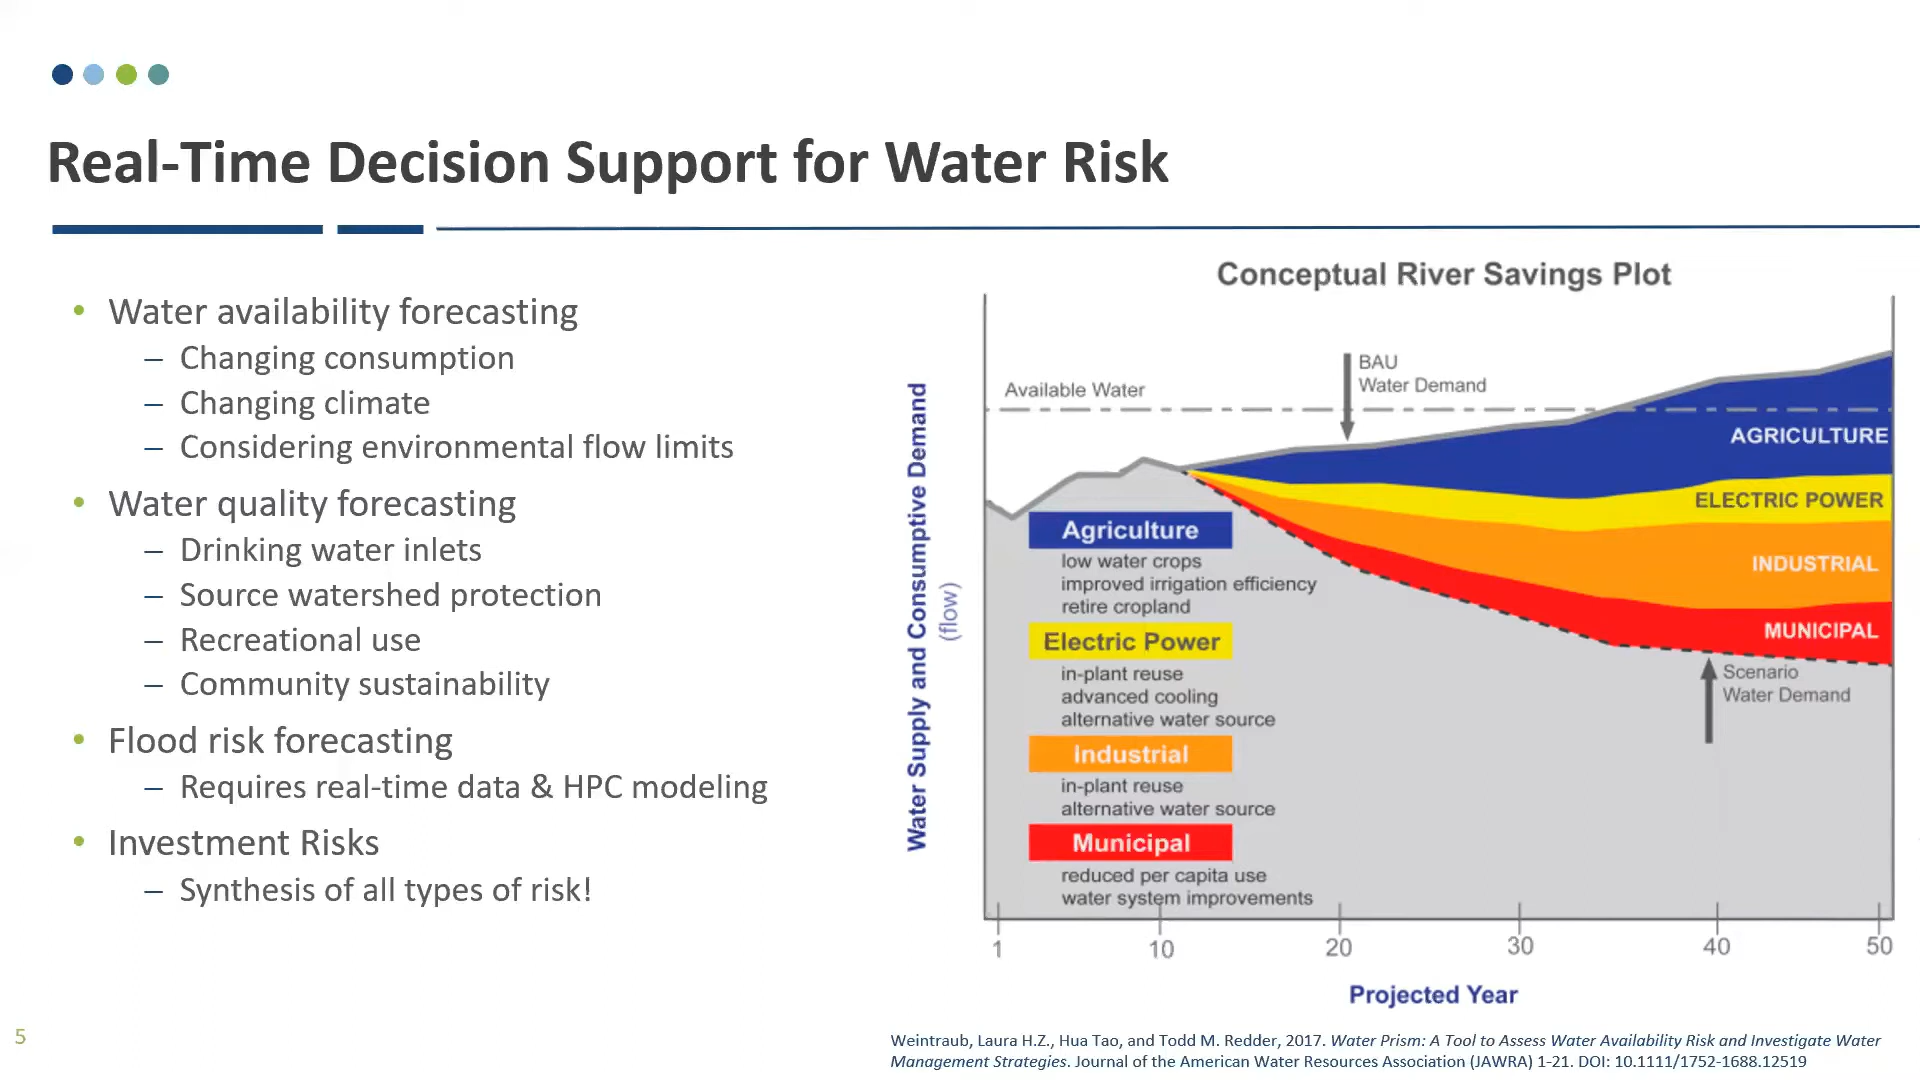 Real-Time Decision Support for Water Risk
• Water availability forecasting
– Changing consumption
– Changing climate
– Considering environmental flow limits
• Water quality forecasting
– Drinking water inlets
– Source watershed protection
– Recreational use
– Community sustainability
• Flood risk forecasting
– Requires real-time data & HPC modeling
• Investment Risks
– Synthesis of all types of risk!
Conceptual River Savings Plot
Water Supply and Consumptive Demand
(flow)
Available Water
BAU
Water Demand
AGRICULTURE
ELECTRIC POWER
INDUSTRIAL
MUNICIPAL
Scenario
Water Demand
Agriculture
low water crops
improved irrigation efficiency
retire cropland
Electric Power
in-plant reuse
advanced cooling
alternative water source
Industrial
in-plant reuse
alternative water source
Municipal
reduced per capita use
water system improvements
1 10 20 30 40 50
Projected Year
5
Weintraub, Laura H.Z., Hua Tao, and Todd M. Redder, 2017. Water Prism: A Tool to Assess Water Availability Risk and Investigate Water
Management Strategies. Journal of the American Water Resources Association (JAWRA) 1-21. DOI: 10.1111/1752-1688.12519